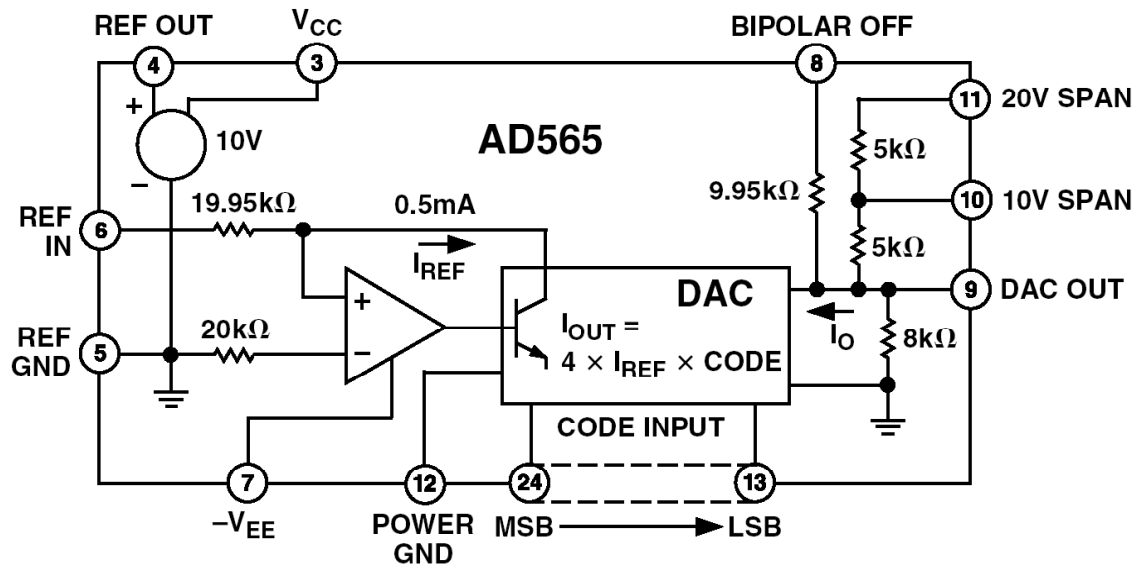 REF OUT
VCC
BIPOLAR OFF
4
3
8
+
10V
–
AD565
11
20V SPAN
5kΩ
9.95kΩ
10
10V SPAN
5kΩ
REF
IN
6
19.95kΩ
0.5mA
IREF
DAC
9
DAC OUT
IO
8kΩ
+
–
IOUT =
4 × IREF × CODE
REF
GND
5
20kΩ
CODE INPUT
7
12
24
13
–VEE
POWER
GND
MSB
LSB